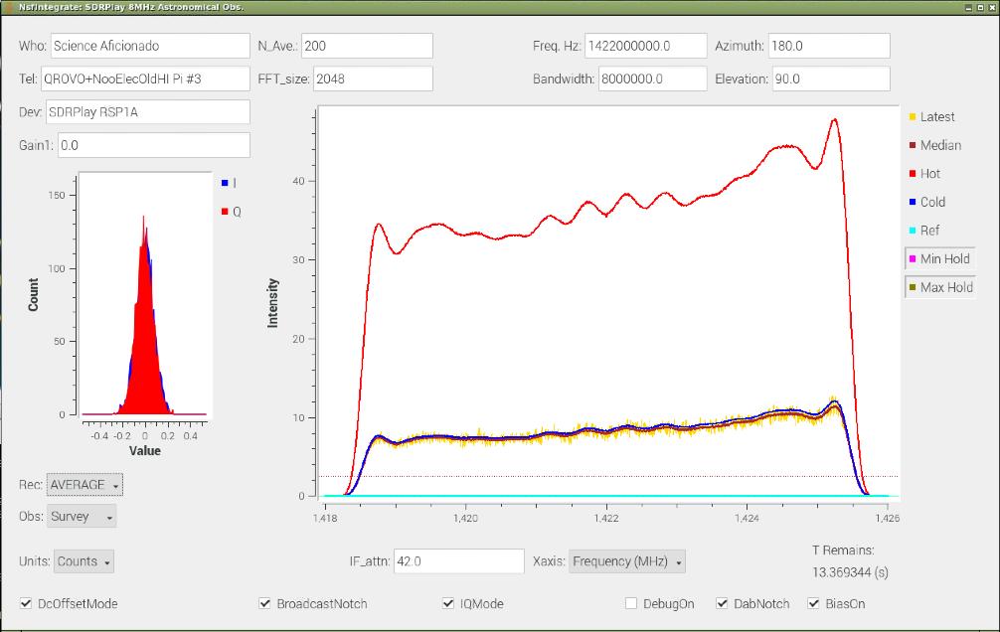 NsfIntegrate: SDRPlay 8MHz Astronomical Obs.
Who: Science Aficionado N_Ave.: 200 Freq. Hz: 1422000000.0 Azimuth: 180.0
Tel: QROVO+NooElecOldHI Pi #3 FFT_size: 2048 Bandwidth: 8000000.0 Elevation: 90.0
Dev: SDRPlay RSP1A
Gain1: 0.0
I
Q
150
100
50
0
Count
-0.4 -0.2 0 0.2 0.4
Value
40
30
20
10
0
Intensity
1,418 1,420 1,422 1,424 1,426
Latest
Median
Hot
Cold
Ref
Min Hold
Max Hold
Rec: AVERAGE
Obs: Survey
Units: Counts IF_attn: 42.0 Xaxis: Frequency (MHz) T Remains:
13.369344 (s)
DcOffsetMode BroadcastNotch IQMode DebugOn DabNotch BiasOn